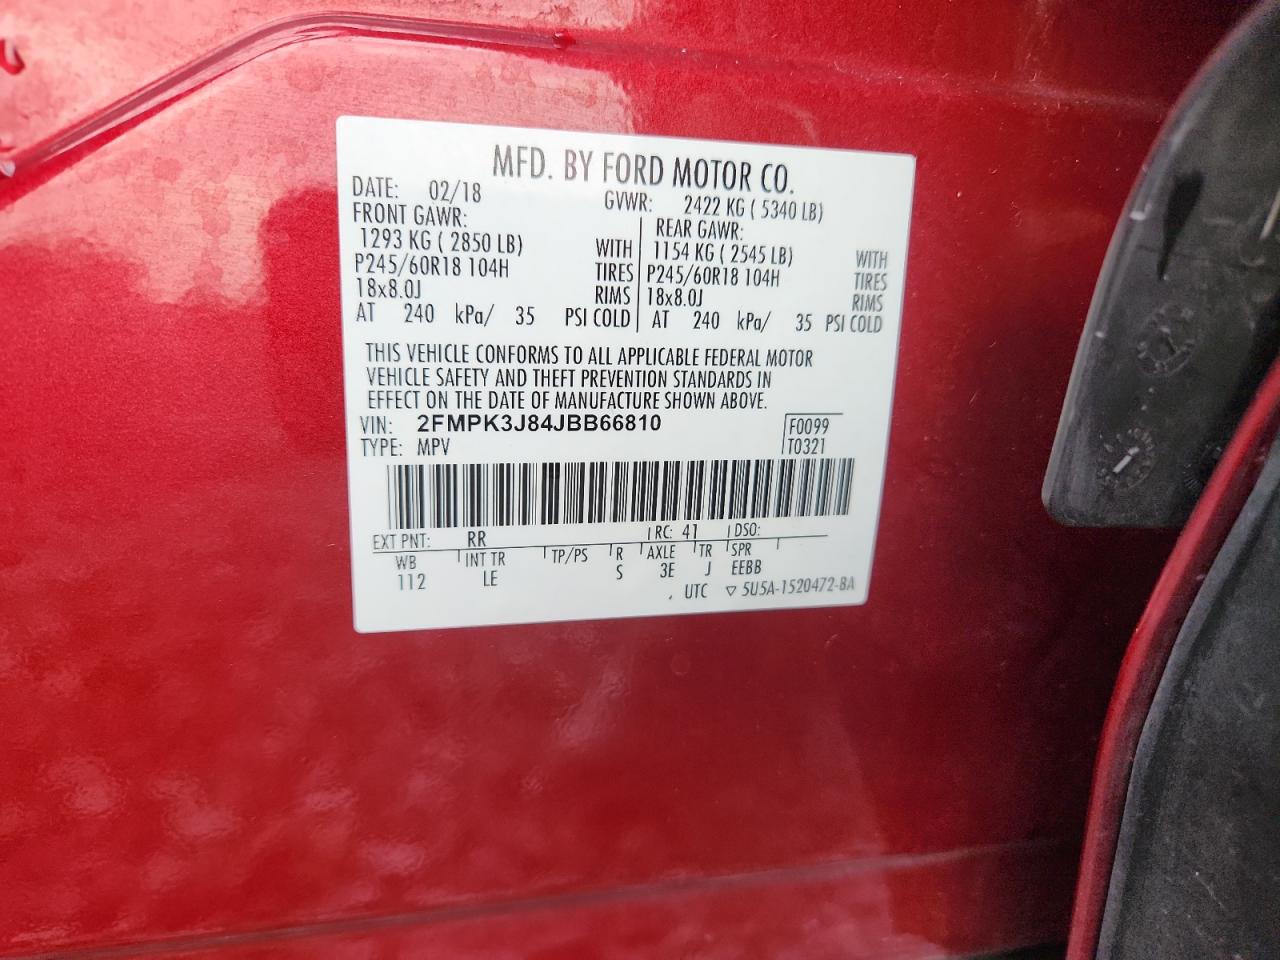 MFD. BY FORD MOTOR CO.
DATE: 02/18 GVWR: 2422 KG ( 5340 LB)
FRONT GAWR: REAR GAWR:
1293 KG ( 2850 LB) WITH 1154 KG ( 2545 LB) WITH
P245/60R18 104H TIRES P245/60R18 104H TIRES
18x8.0J RIMS 18x8.0J RIMS
AT 240 kPa/ 35 PSI COLD AT 240 kPa/ 35 PSI COLD
THIS VEHICLE CONFORMS TO ALL APPLICABLE FEDERAL MOTOR
VEHICLE SAFETY AND THEFT PREVENTION STANDARDS IN
EFFECT ON THE DATE OF MANUFACTURE SHOWN ABOVE.
VIN: 2FMPK3J84JBB66810 F0099
TYPE: MPV T0321
EXT PNT: RR RC: 41 DSO:
WB INT TR TP/PS R AXLE TR SPR
112 LE S 3E J EEBB
UTC ▽ 5U5A-1520472-BA